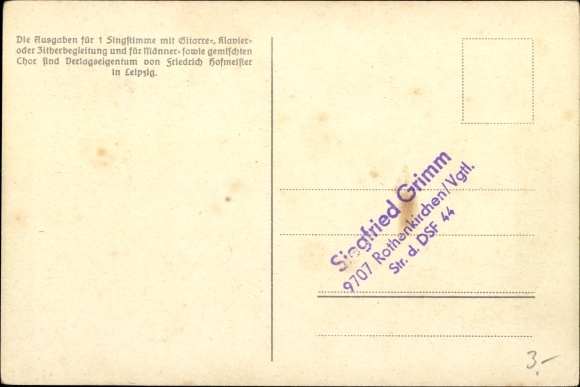 Die Ausgaben für 1 Singstimme mit Gitarre-, Klavier-
oder Zitherbegleitung und für Männer- sowie gemischten
Chor sind Verlagseigentum von Friedrich Hofmeister
in Leipzig.
Siegfried Grimm
9707 Rothenkirchen/Vgtl.
Str. d. DSF 44
3,-